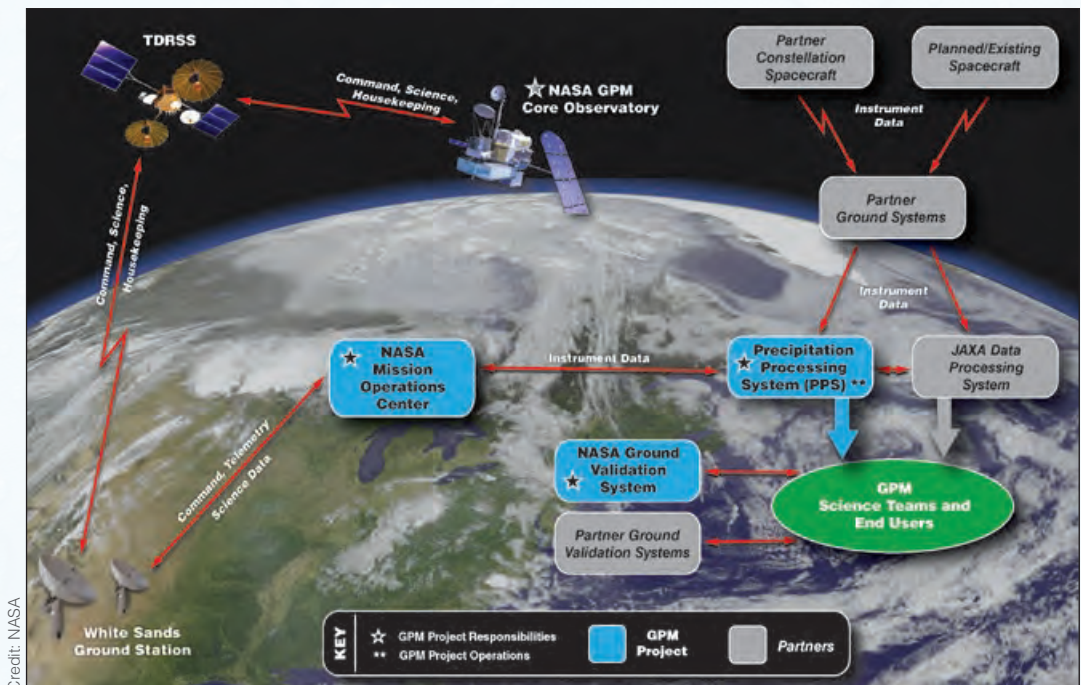 TDRSS
Command, Science,
Housekeeping
NASA GPM
Core Observatory
Partner
Constellation
Spacecraft
Planned/Existing
Spacecraft
Instrument
Data
Partner
Ground Systems
Command, Science,
Housekeeping
Instrument
Data
NASA
Mission
Operations
Center
Instrument Data
Precipitation
Processing
System (PPS) **
JAXA Data
Processing
System
Command, Telemetry
Science Data
NASA Ground
Validation
System
GPM
Science Teams and
End Users
Partner Ground
Validation Systems
White Sands
Ground Station
KEY
GPM Project Responsibilities
** GPM Project Operations
GPM
Project
Partners
Credit: NASA